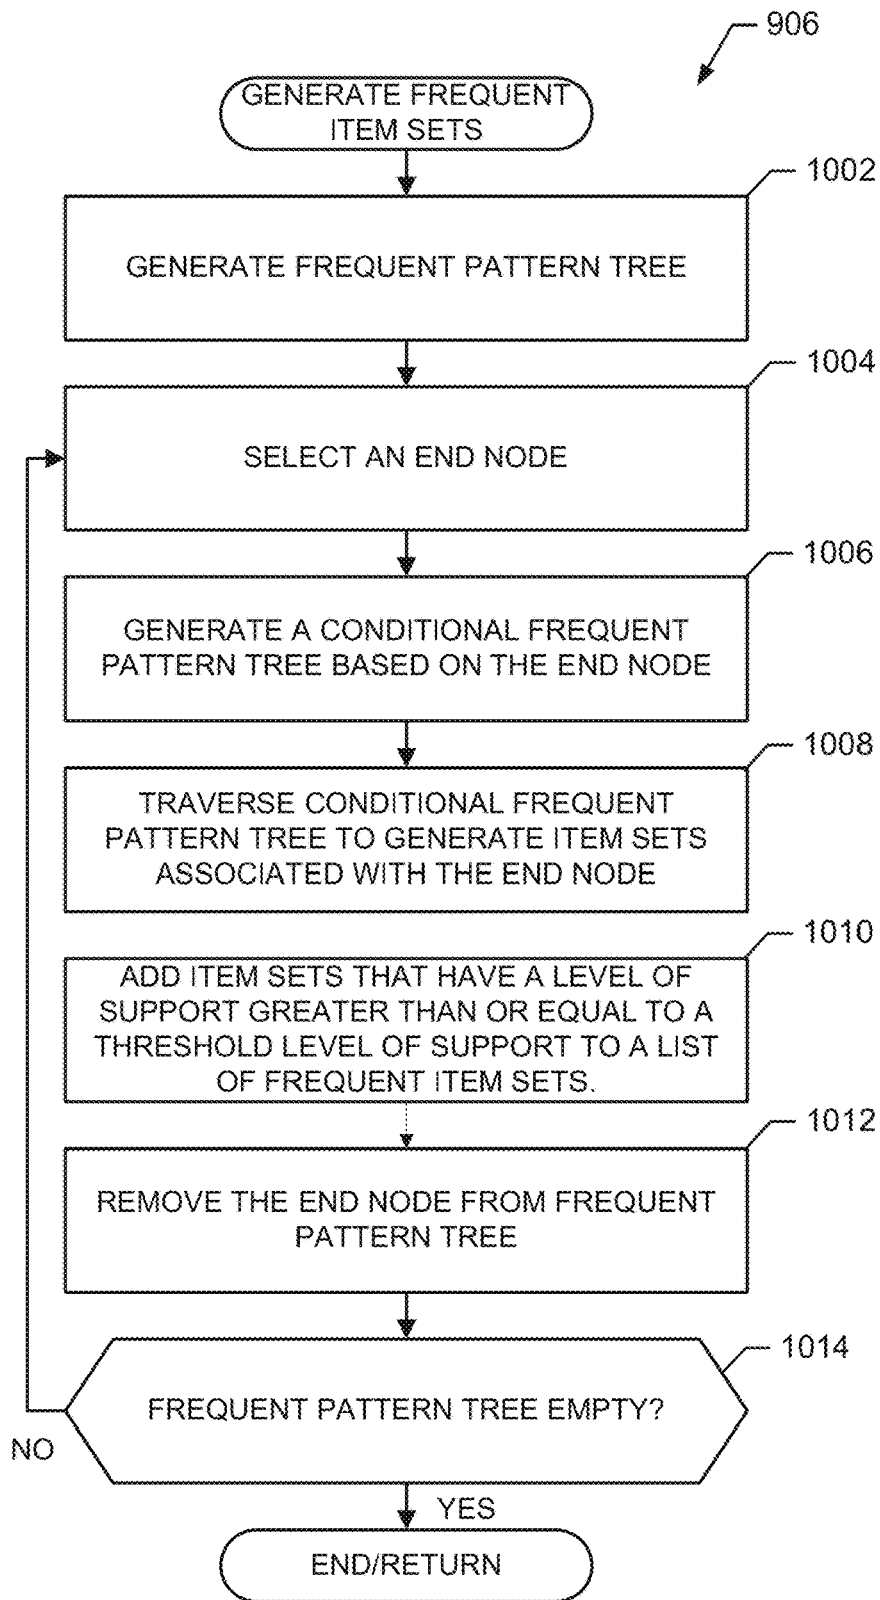 906
GENERATE FREQUENT
ITEM SETS
1002
GENERATE FREQUENT PATTERN TREE
1004
SELECT AN END NODE
1006
GENERATE A CONDITIONAL FREQUENT
PATTERN TREE BASED ON THE END NODE
1008
TRAVERSE CONDITIONAL FREQUENT
PATTERN TREE TO GENERATE ITEM SETS
ASSOCIATED WITH THE END NODE
1010
ADD ITEM SETS THAT HAVE A LEVEL OF
SUPPORT GREATER THAN OR EQUAL TO A
THRESHOLD LEVEL OF SUPPORT TO A LIST
OF FREQUENT ITEM SETS.
1012
REMOVE THE END NODE FROM FREQUENT
PATTERN TREE
1014
FREQUENT PATTERN TREE EMPTY?
NO
YES
END/RETURN